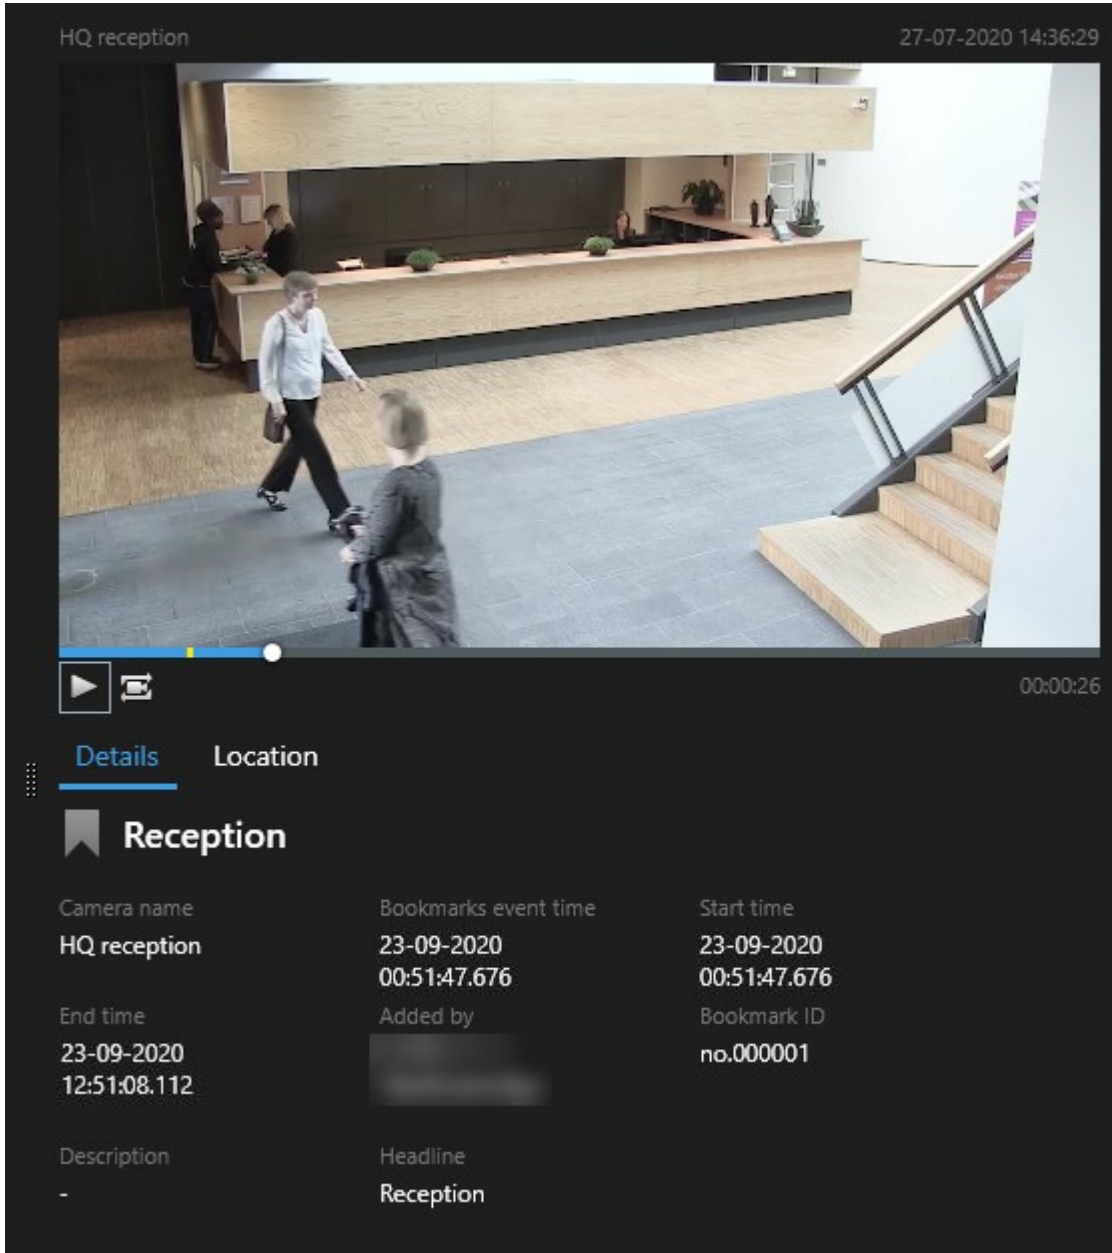 HQ reception
27-07-2020 14:36:29
00:00:26
Details
Location
Reception
Camera name
Bookmarks event time
Start time
HQ reception
23-09-2020
00:51:47.676
23-09-2020
00:51:47.676
End time
Added by
Bookmark ID
23-09-2020
12:51:08.112
no.000001
Description
Headline
-
Reception